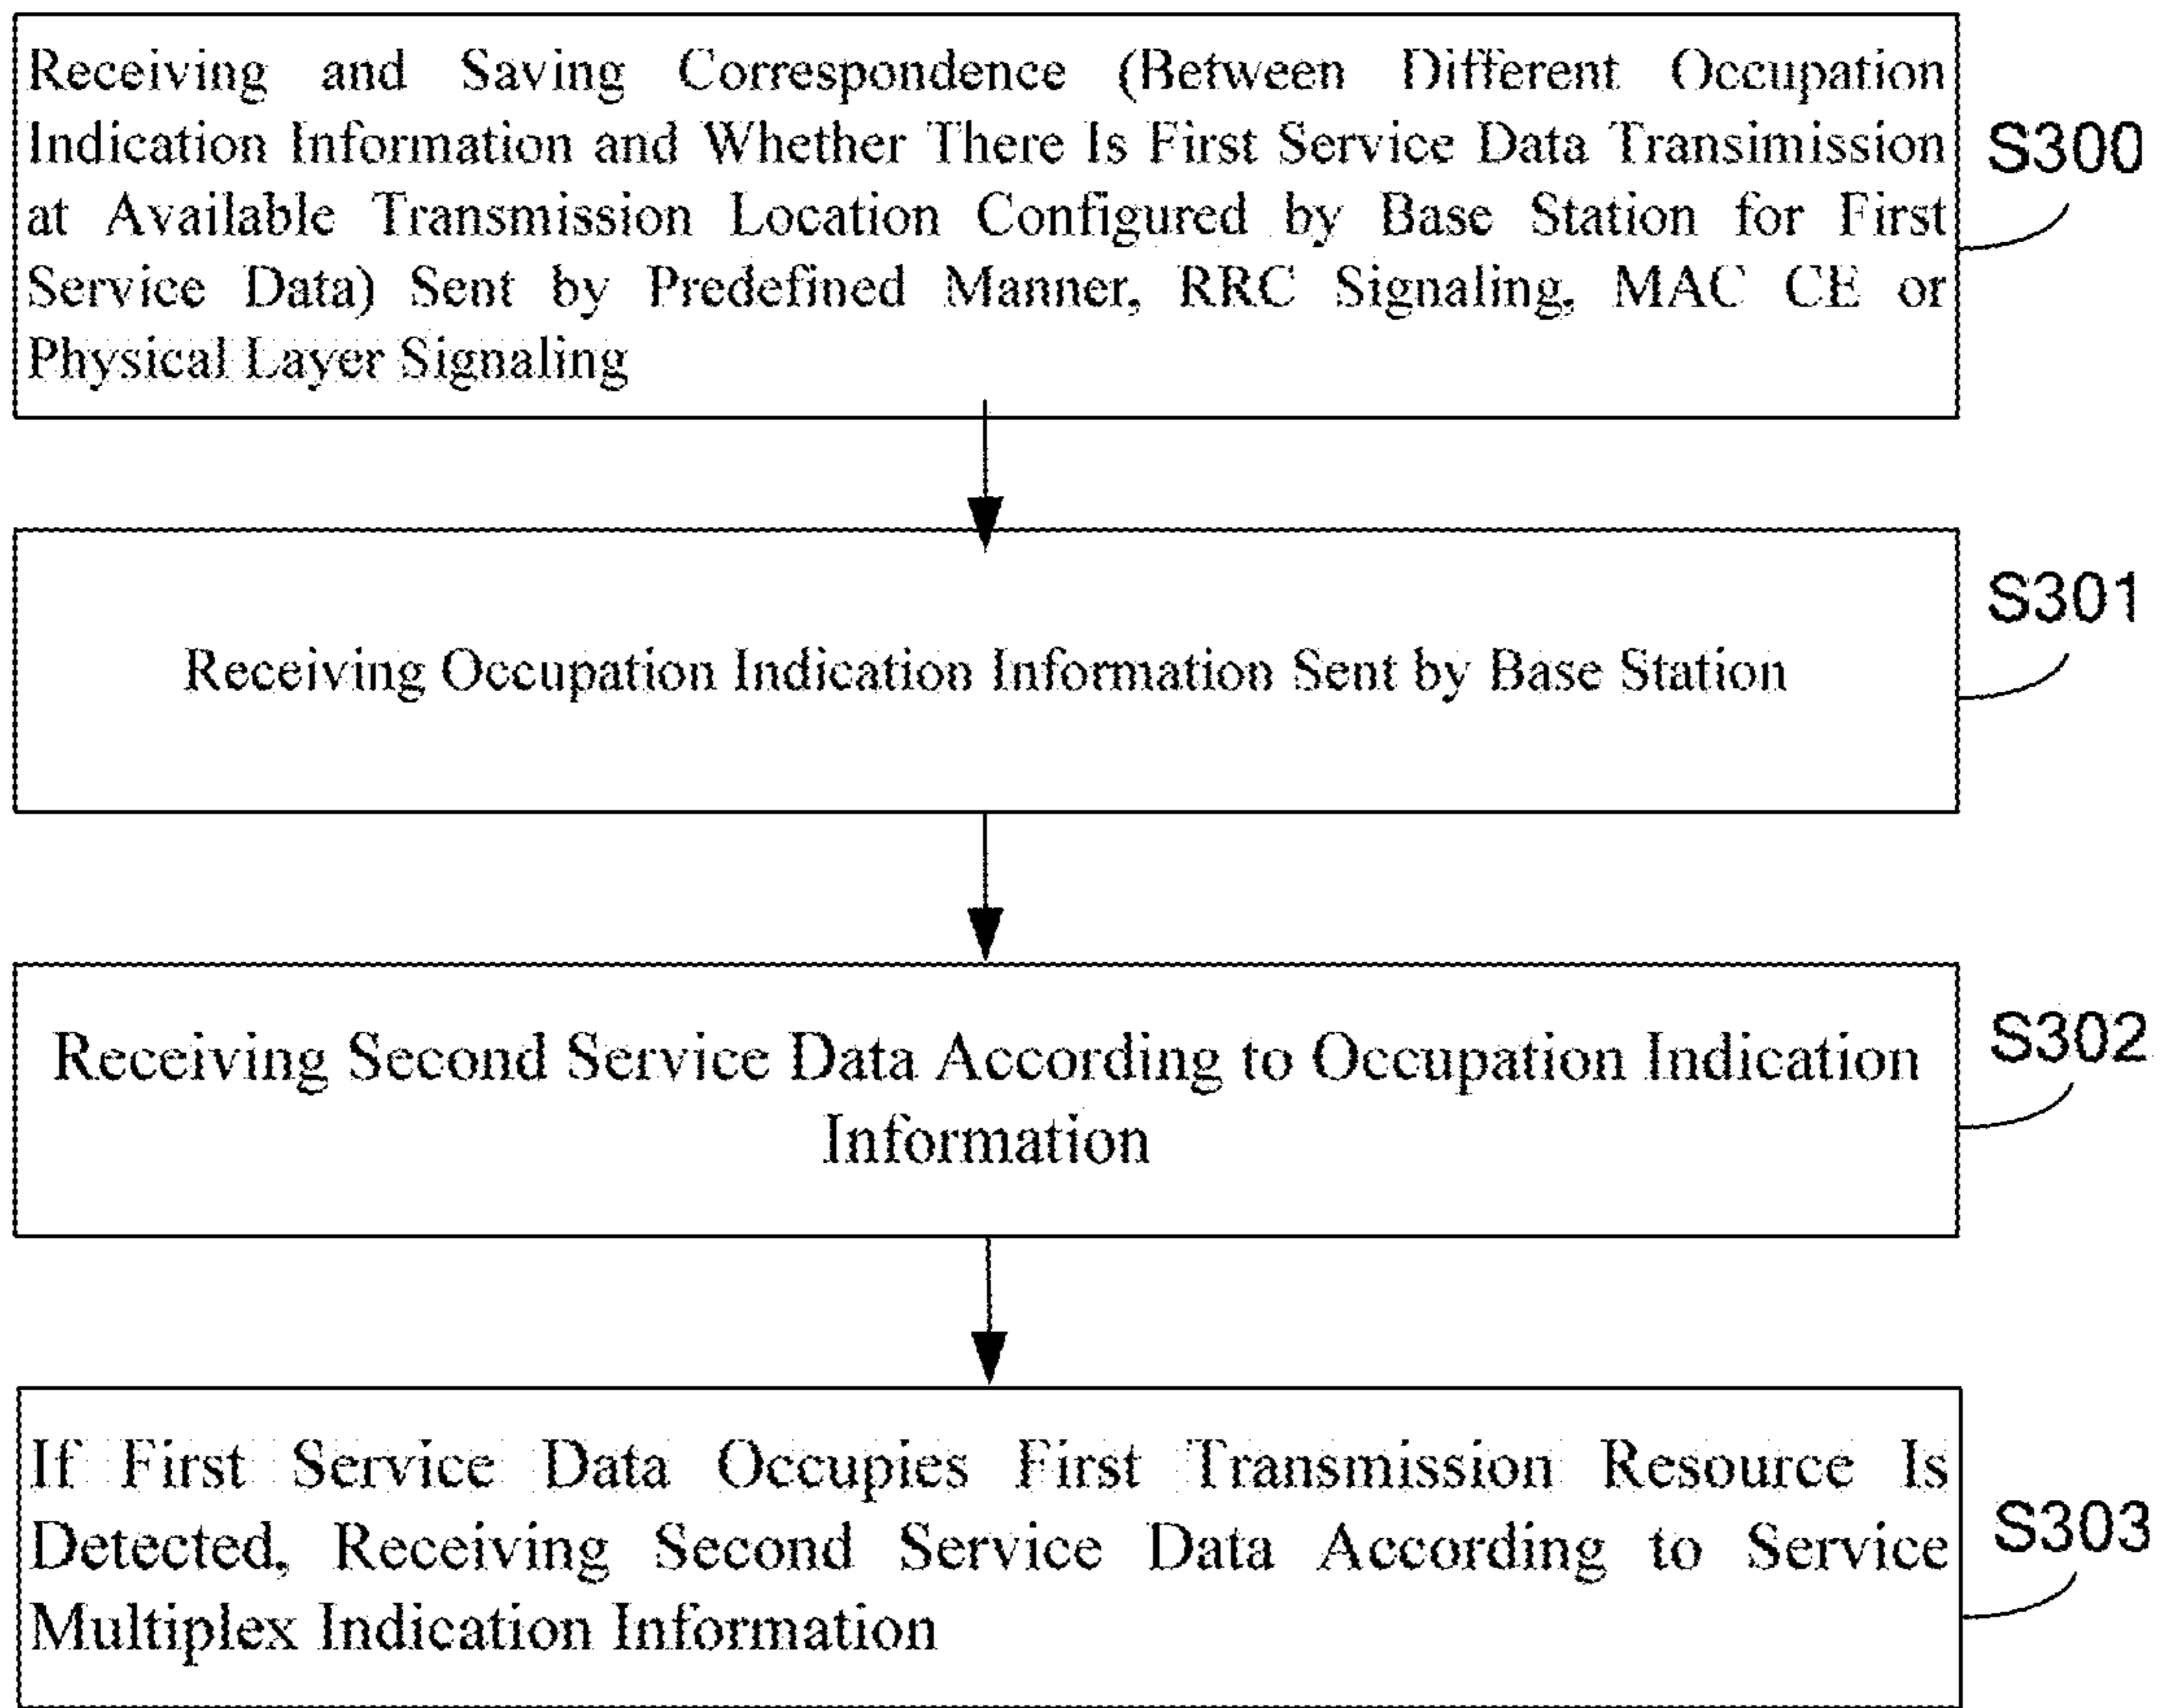 Receiving and Saving Correspondence (Between Different Occupation
Indication Information and Whether There Is First Service Data Transimission
at Available Transmission Location Configured by Base Station for First
Service Data) Sent by Predefined Manner, RRC Signaling, MAC CE or
Physical Layer Signaling
S300
Receiving Occupation Indication Information Sent by Base Station
S301
Receiving Second Service Data According to Occupation Indication
Information
S302
If First Service Data Occupies First Transmission Resource Is
Detected, Receiving Second Service Data According to Service
Multiplex Indication Information
S303